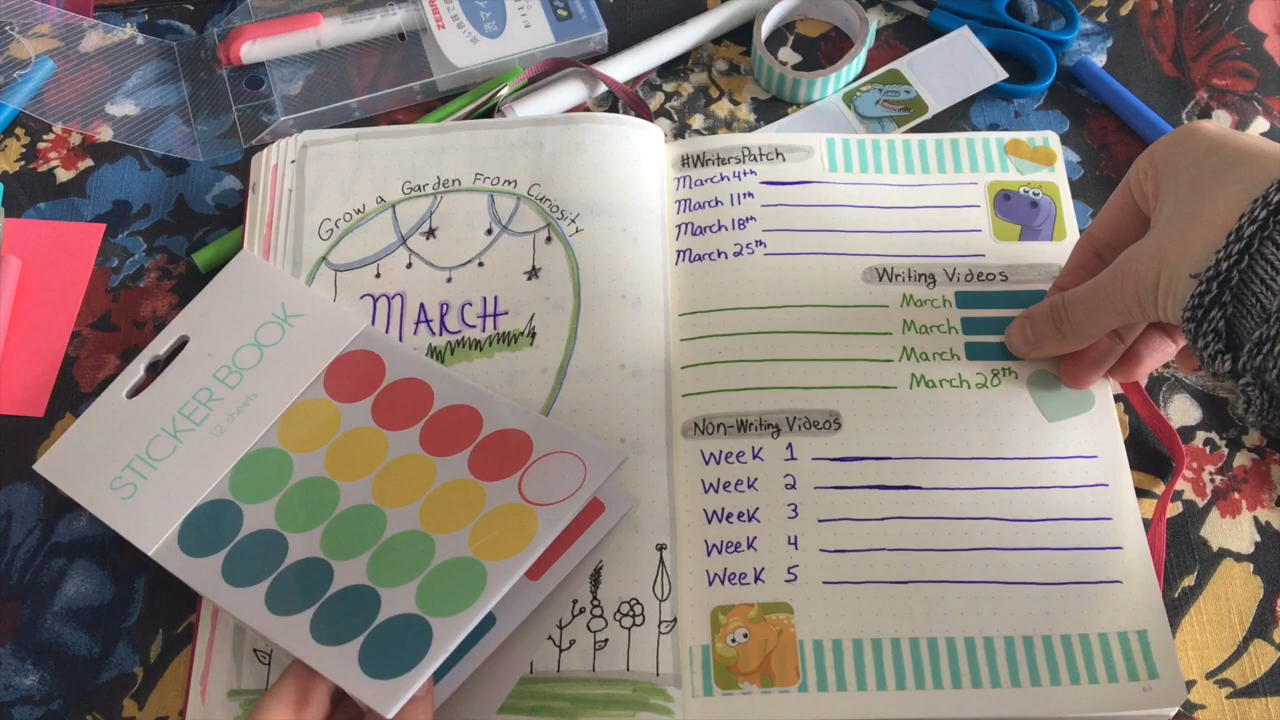 ZEBRA
Grow a Garden From Curiosity
MARCH
STICKER BOOK
12 sheets
#WritersPatch
March 4th
March 11th
March 18th
March 25th
Writing Videos
March
March
March
March 28th
Non-Writing Videos
Week 1
Week 2
Week 3
Week 4
Week 5